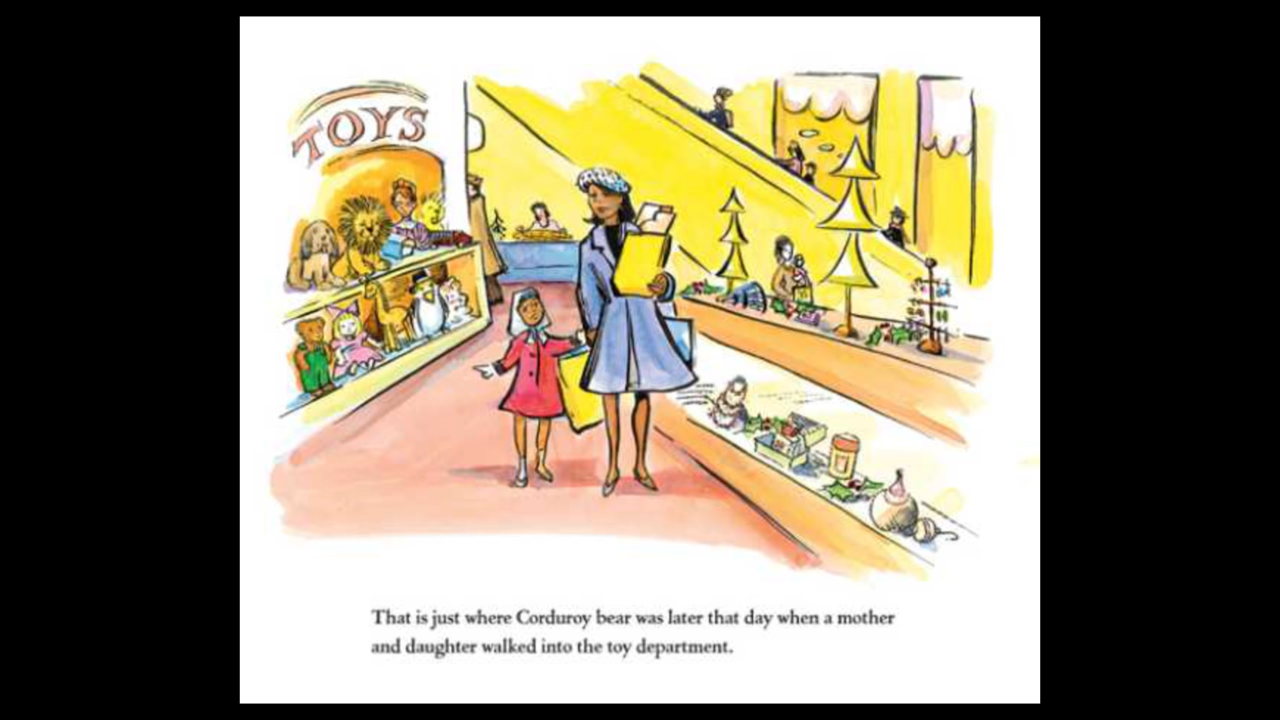 TOYS
That is just where Corduroy bear was later that day when a mother
and daughter walked into the toy department.